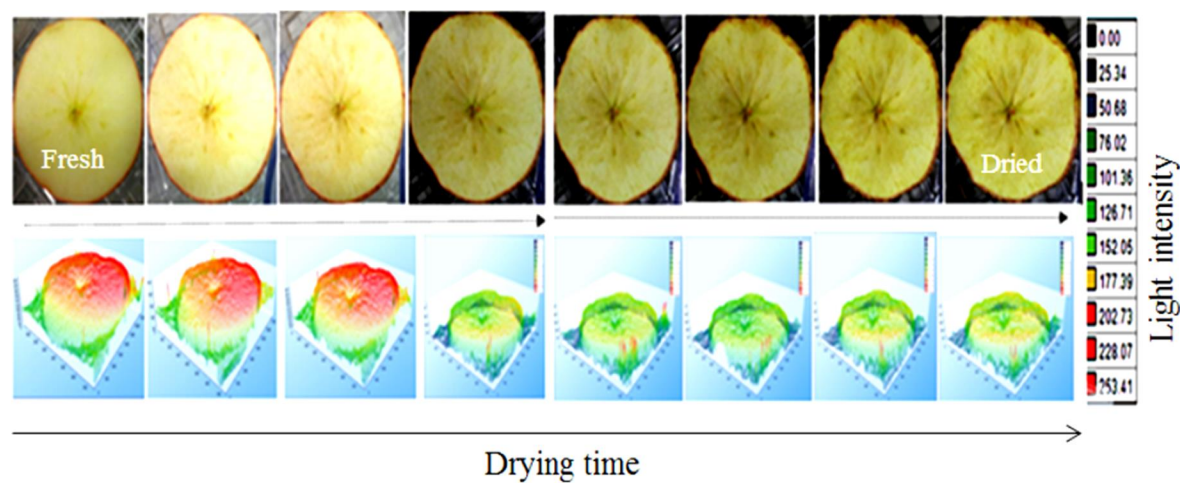 Fresh
Dried
0.00
25.34
50.68
76.02
101.36
126.71
152.05
177.39
202.73
228.07
253.41
Light intensity
Drying time